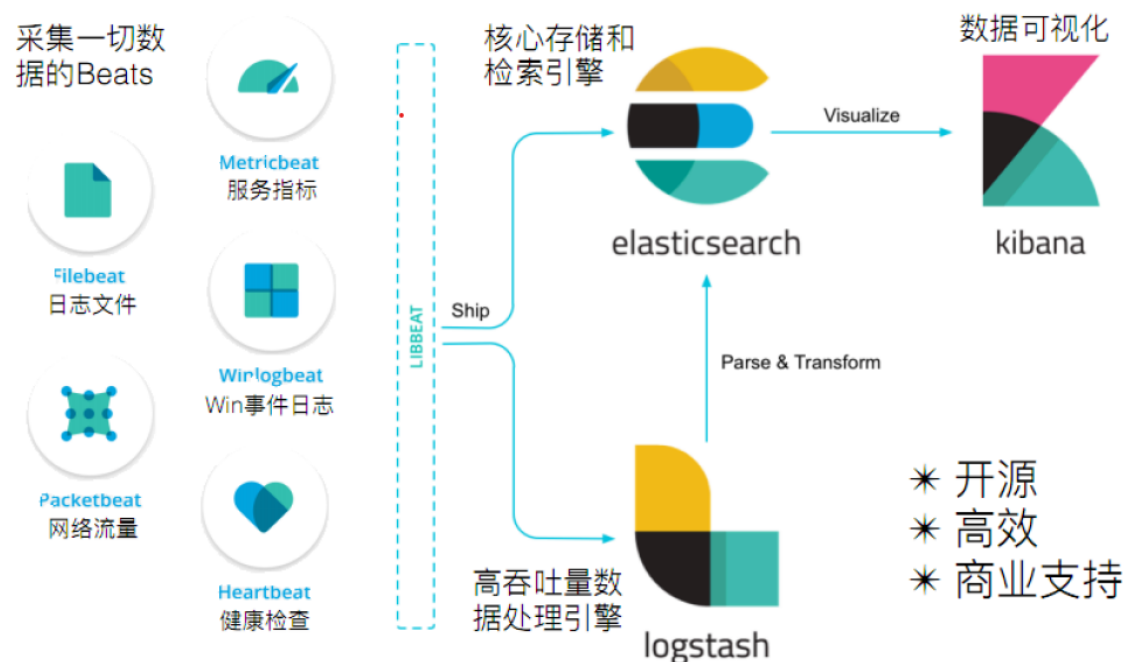 采集一切数
据的Beats
Metricbeat
服务指标
Filebeat
日志文件
Winlogbeat
Win事件日志
Packetbeat
网络流量
Heartbeat
健康检查
LIBBEAT
Ship
核心存储和
检索引擎
elasticsearch
Visualize
数据可视化
kibana
Parse & Transform
高吞吐量数
据处理引擎
logstash
✴ 开源
✴ 高效
✴ 商业支持